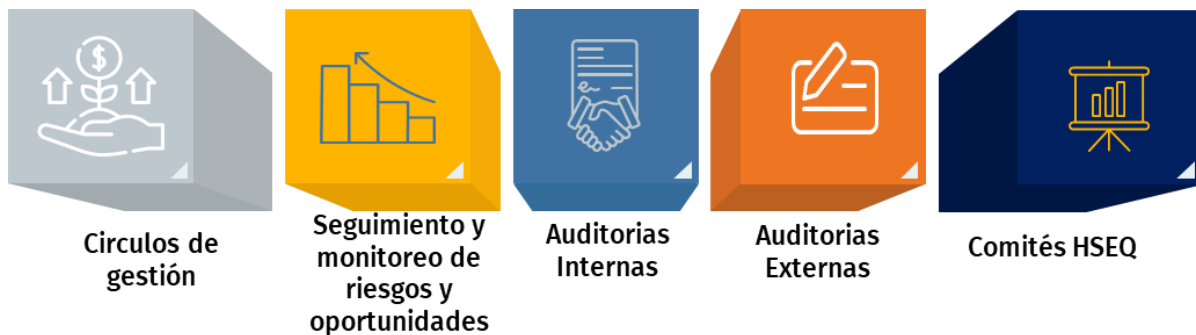 $
Circulos de
gestión
Seguimiento y
monitoreo de
riesgos y
oportunidades
Auditorias
Internas
Auditorias
Externas
Comités HSEQ